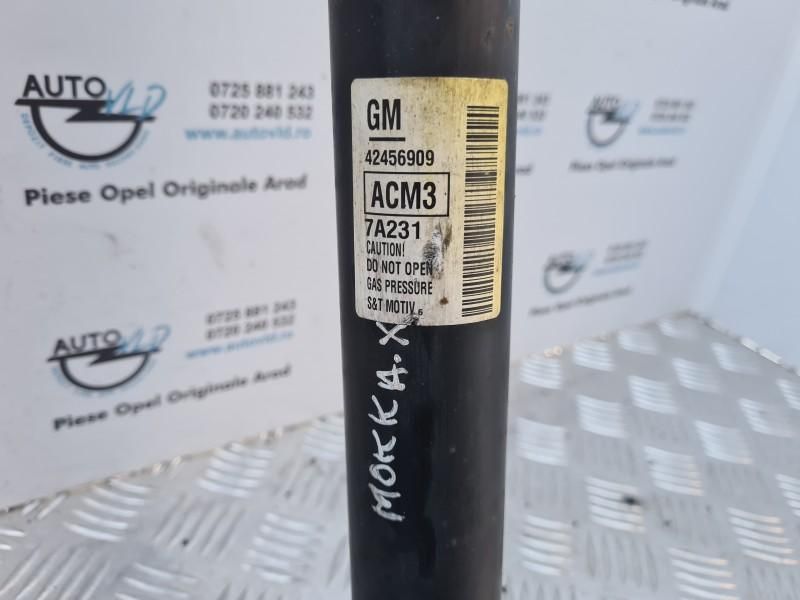 AUTO VLD
0725 881 243
0720 240 532
www.autovld.ro
Piese Opel Originale Arad
GM
42456909
ACM3
7A231
CAUTION!
DO NOT OPEN
GAS PRESSURE
S&T MOTIV
MOKKA.X
AUTO VLD
0725 881 243
0720 240 532
www.autovld.ro
Piese Opel Originale Arad